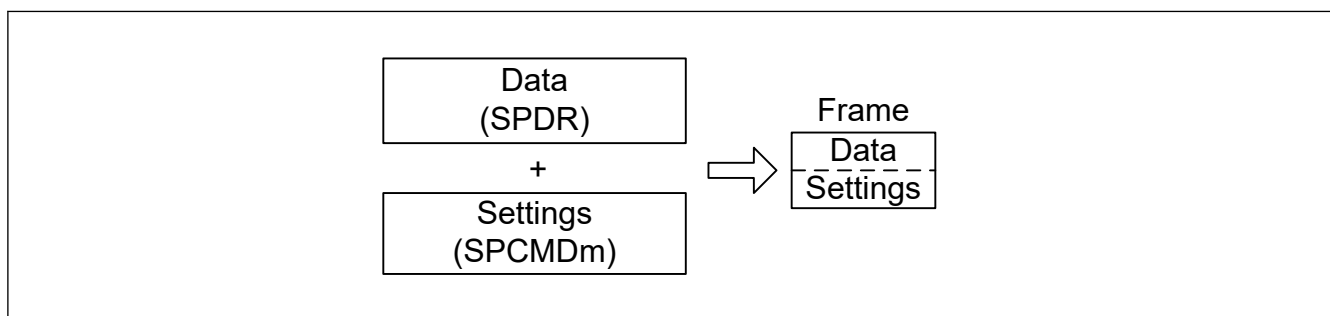 Data
(SPDR)
+
Settings
(SPCMDm)
Frame
Data
Settings